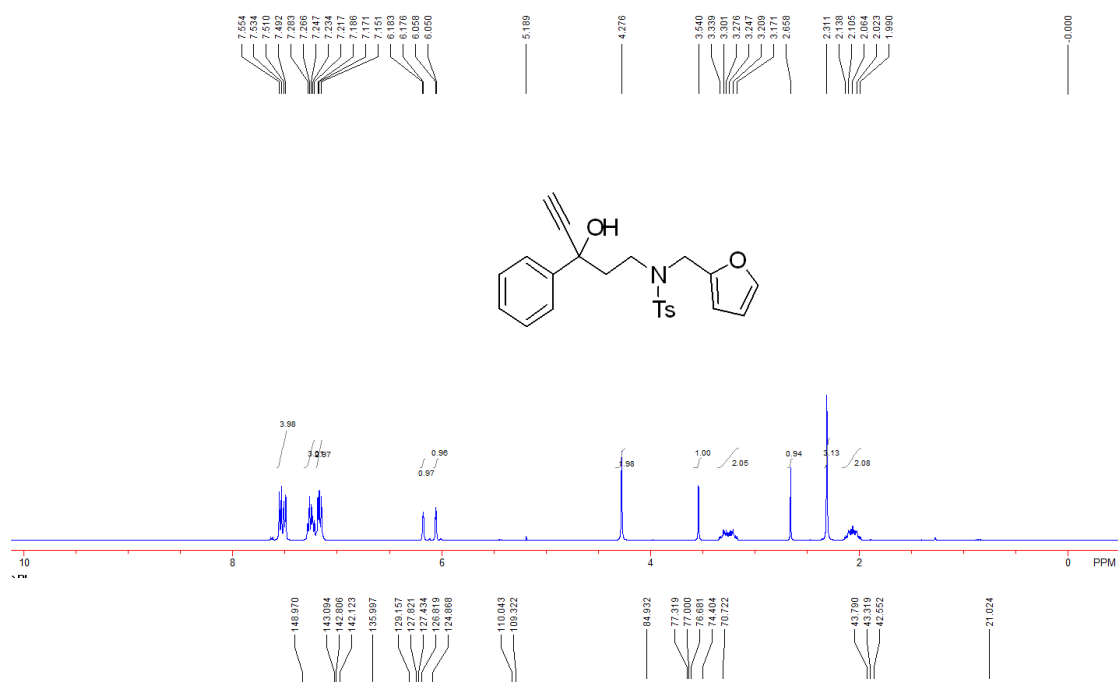 7.554 7.534 7.510 7.492 7.283 7.266 7.247 7.234 7.217 7.186 7.171 7.151 6.183 6.176 6.058 6.050 5.189 4.276 3.540 3.339 3.301 3.276 3.247 3.209 3.171 2.658 2.311 2.138 2.105 2.064 2.023 1.990 -0.000
OH
O
N
Ts
3.98 2.97 0.97 0.96 1.98 1.00 2.05 0.94 3.13 2.08
10 8 6 4 2 0 PPM
148.970 143.094 142.806 142.123 135.997 129.157 127.821 127.434 126.819 124.868 110.043 109.322 84.932 77.319 77.000 76.681 74.404 70.722 43.790 43.319 42.552 21.024